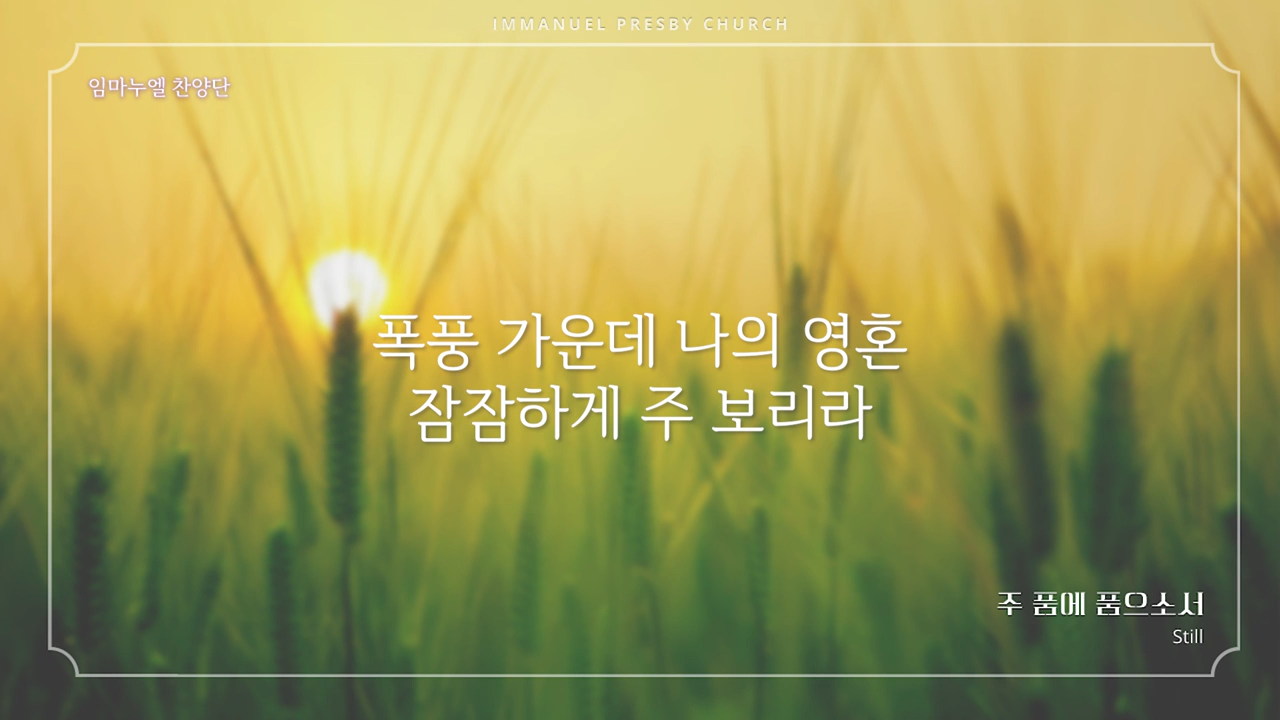 IMMANUEL PRESBY CHURCH
임마누엘 찬양단
폭풍 가운데 나의 영혼
잠잠하게 주 보리라
주 품에 품으소서
Still